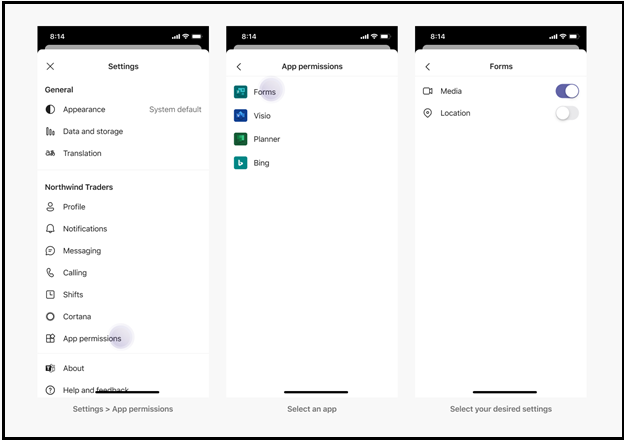 8:14
Settings
General
Appearance System default
Data and storage
Translation
Northwind Traders
Profile
Notifications
Messaging
Calling
Shifts
Cortana
App permissions
About
Help and feedback
Settings > App permissions
8:14
App permissions
Forms
Visio
Planner
Bing
Select an app
8:14
Forms
Media
Location
Select your desired settings